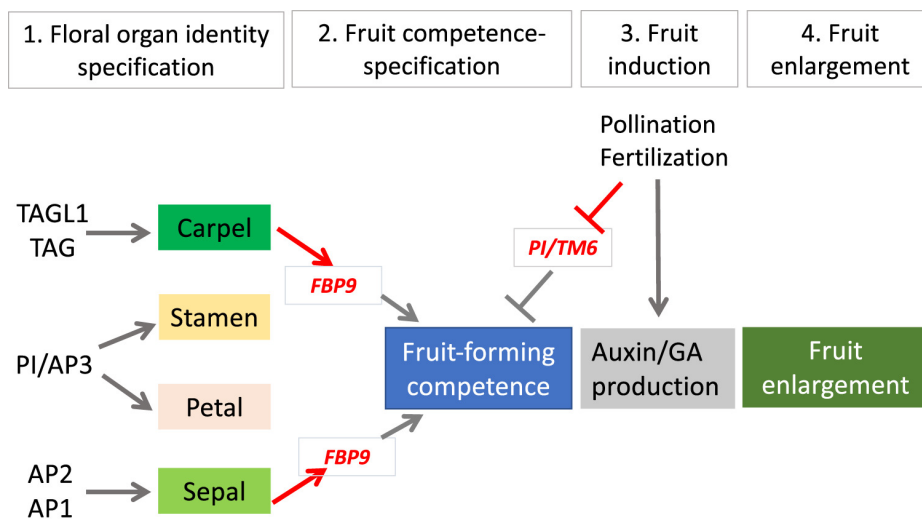 1. Floral organ identity
specification
2. Fruit competence-
specification
3. Fruit
induction
4. Fruit
enlargement
Pollination
Fertilization
TAGL1
TAG
Carpel
PI/TM6
FBP9
Stamen
PI/AP3
Petal
Fruit-forming
competence
Auxin/GA
production
Fruit
enlargement
FBP9
AP2
AP1
Sepal